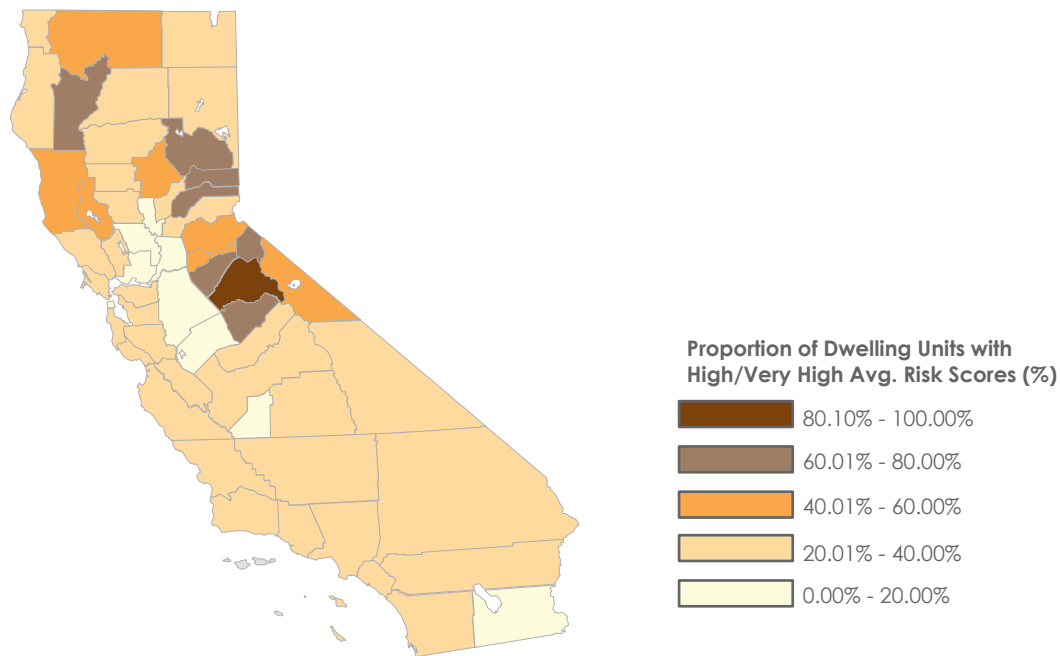 Proportion of Dwelling Units with
High/Very High Avg. Risk Scores (%)
80.10% - 100.00%
60.01% - 80.00%
40.01% - 60.00%
20.01% - 40.00%
0.00% - 20.00%